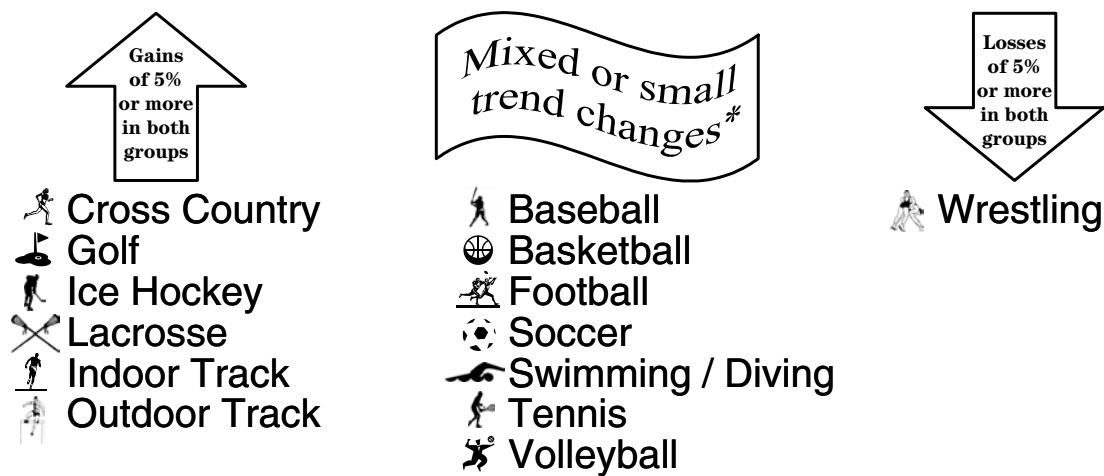 Gains
of 5%
or more
in both
groups
Cross Country
Golf
Ice Hockey
Lacrosse
Indoor Track
Outdoor Track
Mixed or small
trend changes*
Baseball
Basketball
Football
Soccer
Swimming / Diving
Tennis
Volleyball
Losses
of 5%
or more
in both
groups
Wrestling